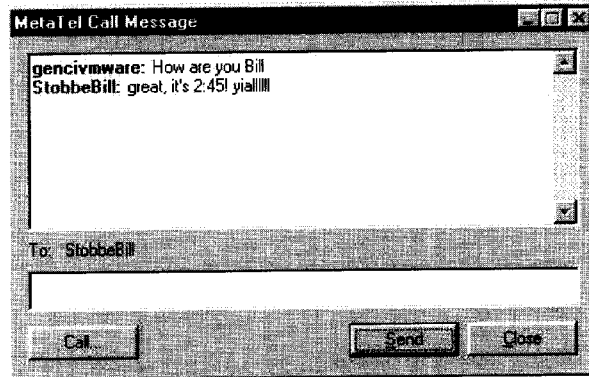 MetaTel Call Message
gencivmware: How are you Bill
StobbeBill: great, it's 2:45! yiallllll
To: StobbeBill
Call...
Send
Close